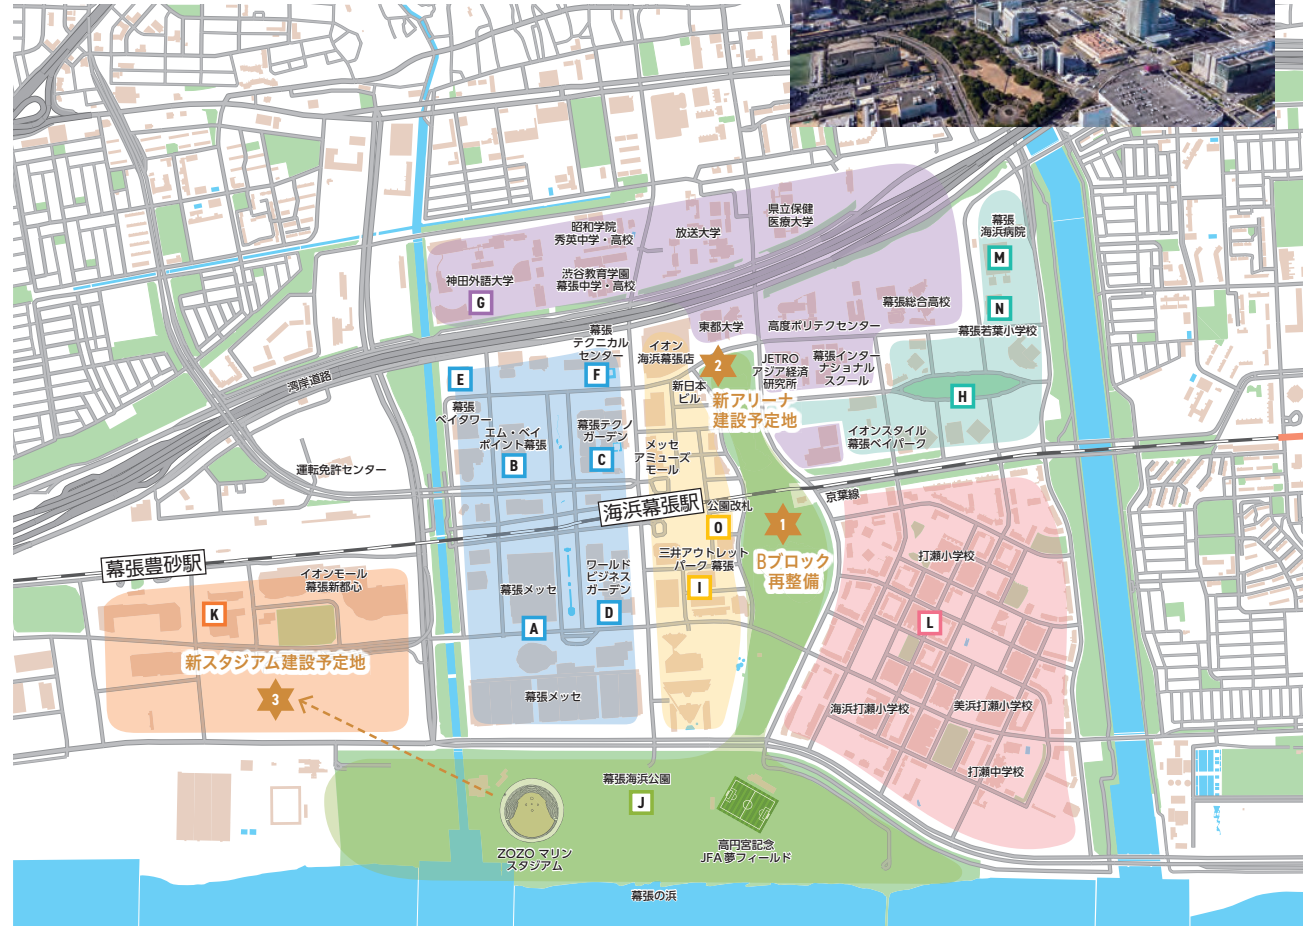 幕張
海浜病院
M
N
幕張若葉小学校
県立保健
医療大学
昭和学院
秀英中学・高校
放送大学
神田外語大学
G
渋谷教育学園
幕張中学・高校
幕張総合高校
東都大学
高度ポリテクセンター
幕張
テクニカル
センター
F
イオン
海浜幕張店
2
新アリーナ
建設予定地
JETRO
アジア経済
研究所
幕張インター
ナショナル
スクール
新日本
ビル
湾岸道路
E
幕張
ベイタワー
H
エム・ベイ
ポイント幕張
B
幕張テクノ
ガーデン
C
メッセ
アミューズ
モール
イオンスタイル
幕張ベイパーク
運転免許センター
海浜幕張駅
公園改札
O
京葉線
1
Bブロック
再整備
幕張豊砂駅
イオンモール
幕張新都心
K
幕張メッセ
A
ワールド
ビジネス
ガーデン
D
三井アウトレット
パーク 幕張
I
打瀬小学校
L
新スタジアム建設予定地
3
幕張メッセ
海浜打瀬小学校
美浜打瀬小学校
打瀬中学校
幕張海浜公園
J
ZOZO マリン
スタジアム
高円宮記念
JFA 夢フィールド
幕張の浜